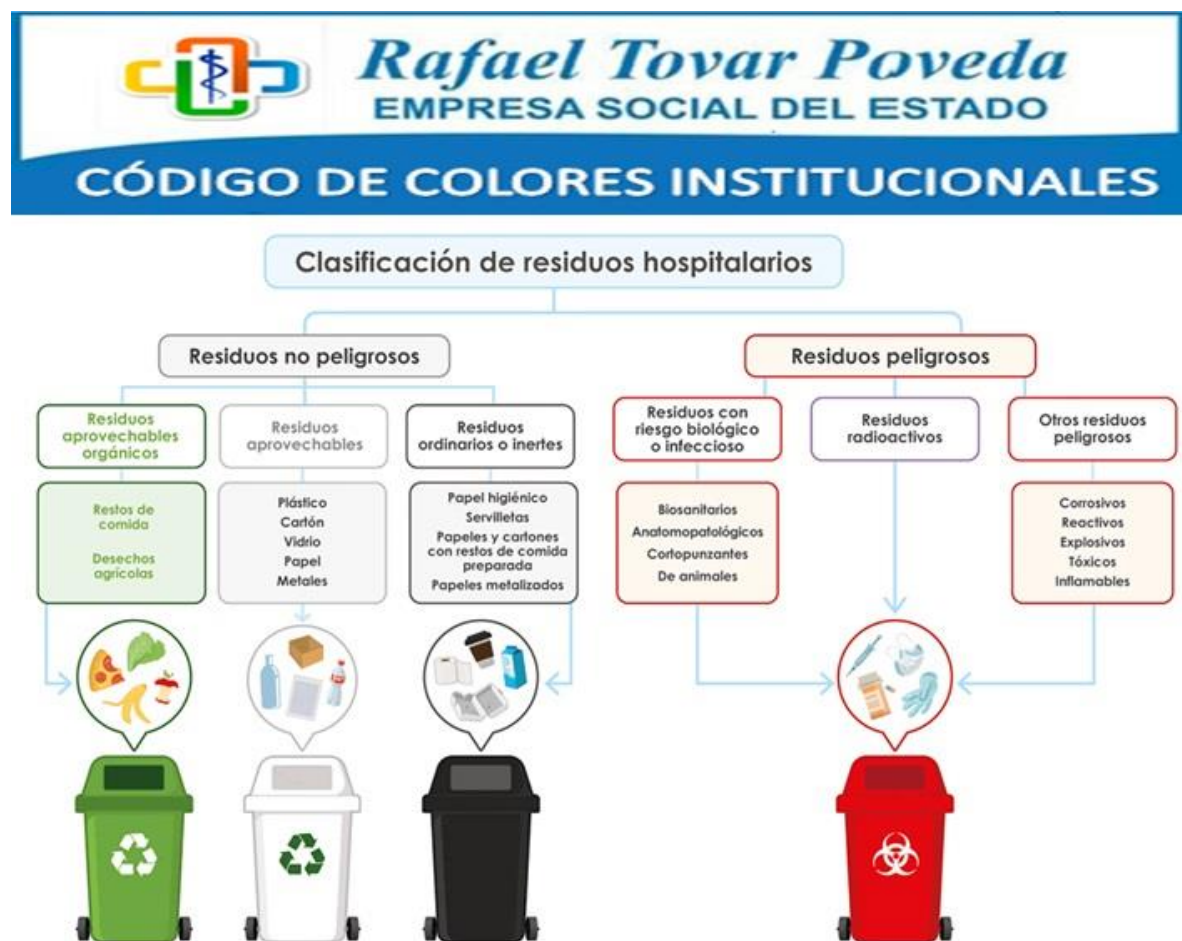 Rafael Tovar Poveda
EMPRESA SOCIAL DEL ESTADO
CÓDIGO DE COLORES INSTITUCIONALES
Clasificación de residuos hospitalarios
Residuos no peligrosos
Residuos
aprovechables
orgánicos
Restos de
comida
Desechos
agrícolas
Residuos
aprovechables
Plástico
Cartón
Vidrio
Papel
Metales
Residuos
ordinarios o inertes
Papel higiénico
Servilletas
Papeles y cartones
con restos de comida
preparada
Papeles metalizados
Residuos peligrosos
Residuos con
riesgo biológico
o infeccioso
Biosanitarios
Anatomopatológicos
Cortopunzantes
De animales
Residuos
radioactivos
Otros residuos
peligrosos
Corrosivos
Reactivos
Explosivos
Tóxicos
Inflamables